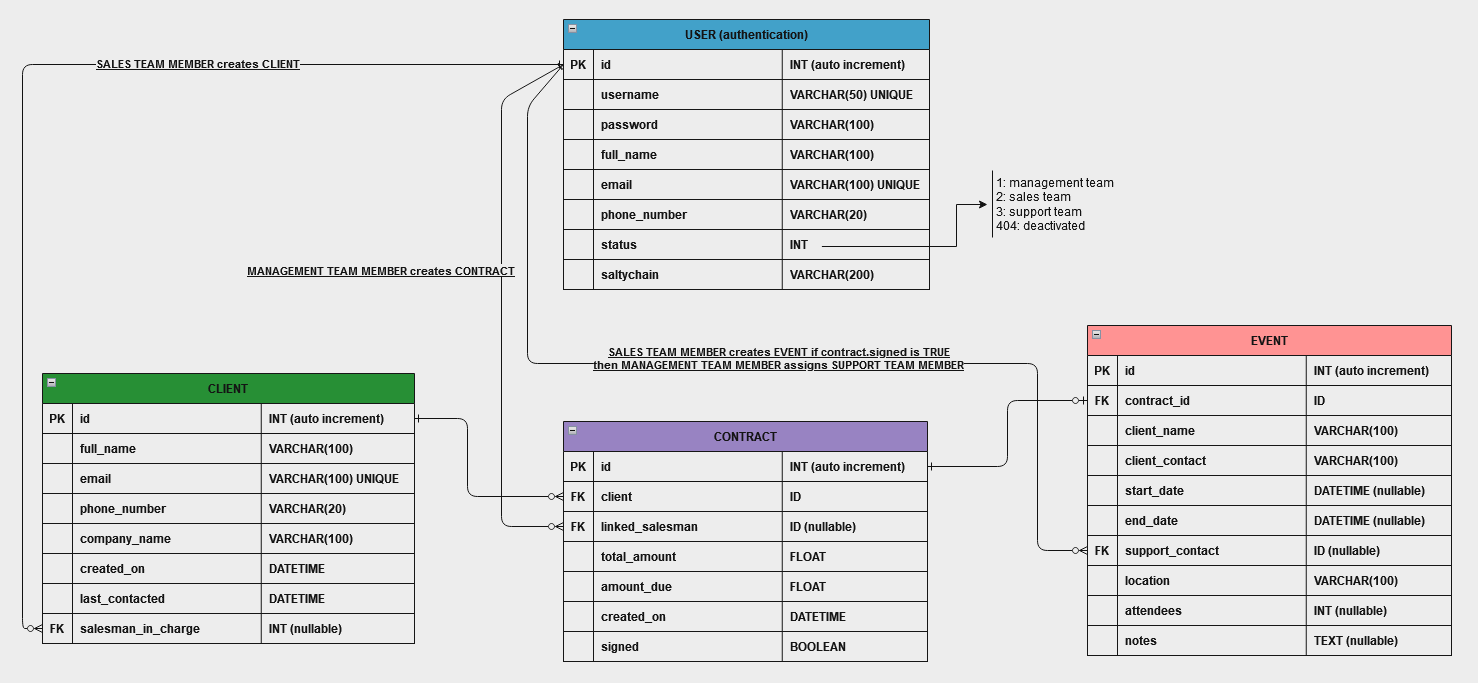 USER (authentication)
PK id INT (auto increment)
username VARCHAR(50) UNIQUE
password VARCHAR(100)
full_name VARCHAR(100)
email VARCHAR(100) UNIQUE
phone_number VARCHAR(20)
status INT
saltychain VARCHAR(200)
1: management team
2: sales team
3: support team
404: deactivated
SALES TEAM MEMBER creates CLIENT
MANAGEMENT TEAM MEMBER creates CONTRACT
SALES TEAM MEMBER creates EVENT if contract.signed is TRUE
then MANAGEMENT TEAM MEMBER assigns SUPPORT TEAM MEMBER
CLIENT
PK id INT (auto increment)
full_name VARCHAR(100)
email VARCHAR(100) UNIQUE
phone_number VARCHAR(20)
company_name VARCHAR(100)
created_on DATETIME
last_contacted DATETIME
FK salesman_in_charge INT (nullable)
CONTRACT
PK id INT (auto increment)
FK client ID
FK linked_salesman ID (nullable)
total_amount FLOAT
amount_due FLOAT
created_on DATETIME
signed BOOLEAN
EVENT
PK id INT (auto increment)
FK contract_id ID
client_name VARCHAR(100)
client_contact VARCHAR(100)
start_date DATETIME (nullable)
end_date DATETIME (nullable)
FK support_contact ID (nullable)
location VARCHAR(100)
attendees INT (nullable)
notes TEXT (nullable)